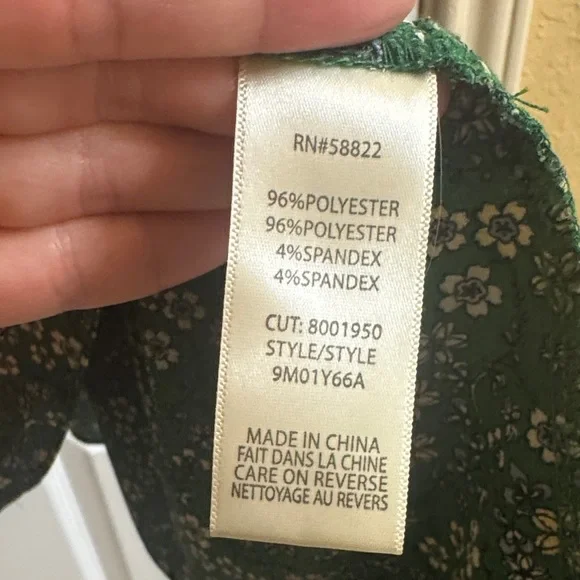 RN#58822
96%POLYESTER
96%POLYESTER
4%SPANDEX
4%SPANDEX
CUT: 8001950
STYLE/STYLE
9M01Y66A
MADE IN CHINA
FAIT DANS LA CHINE
CARE ON REVERSE
NETTOYAGE AU REVERS